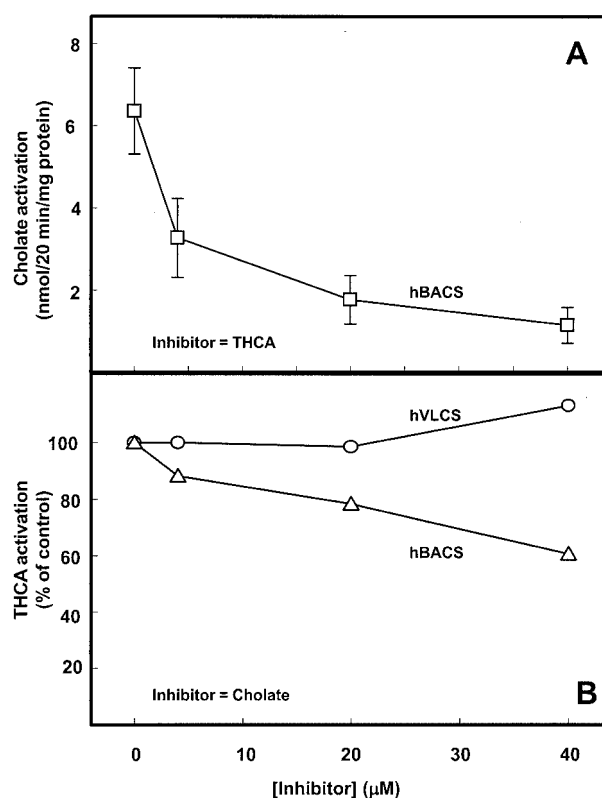 A
8
6
4
2
Cholate activation
(nmol/20 min/mg protein)
hBACS
Inhibitor = THCA
B
100
80
60
40
20
THCA activation
(% of control)
hVLCS
hBACS
Inhibitor = Cholate
0 10 20 30 40
[Inhibitor] (μM)